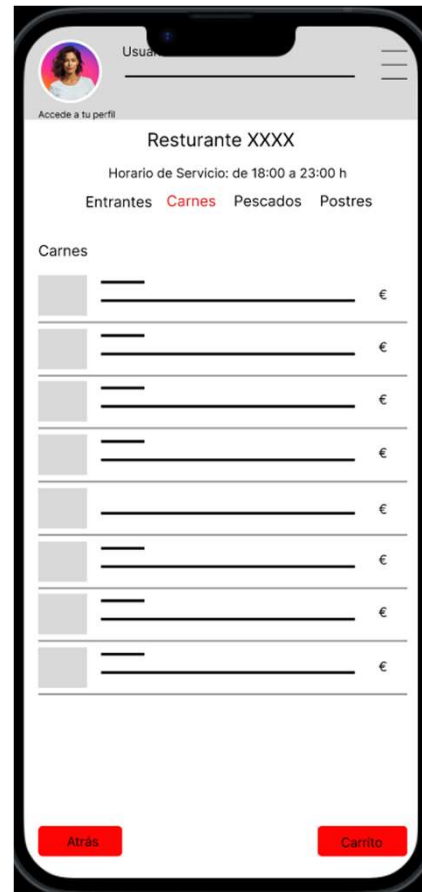 Usuar
Accede a tu perfil
Resturante XXXX
Horario de Servicio: de 18:00 a 23:00 h
Entrantes Carnes Pescados Postres
Carnes
€
€
€
€
€
€
€
€
Atrás Carrito